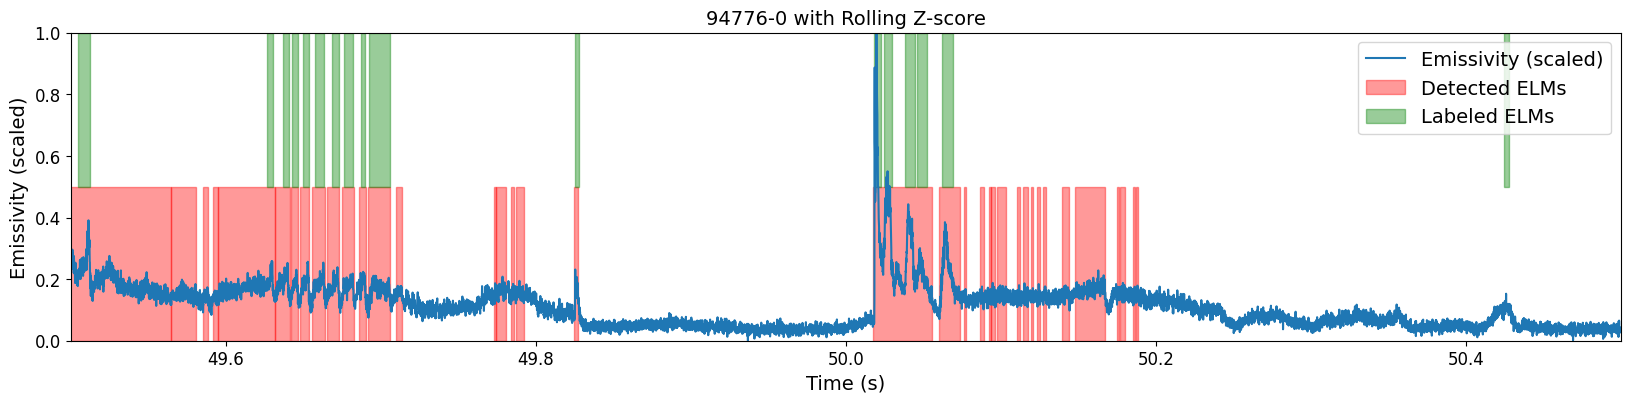 94776-0 with Rolling Z-score
Emissivity (scaled)
1.0
0.8
0.6
0.4
0.2
0.0
Emissivity (scaled)
Detected ELMs
Labeled ELMs
49.6
49.8
50.0
50.2
50.4
Time (s)